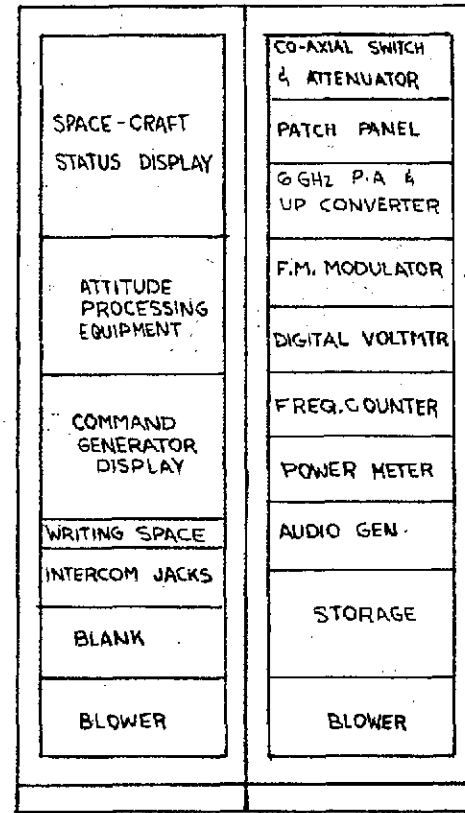 SPACE-CRAFT
STATUS DISPLAY
ATTITUDE
PROCESSING
EQUIPMENT
COMMAND
GENERATOR
DISPLAY
WRITING SPACE
INTERCOM JACKS
BLANK
BLOWER
CO-AXIAL SWITCH
& ATTENUATOR
PATCH PANEL
6 GHz P.A &
UP CONVERTER
F.M. MODULATOR
DIGITAL VOLTMTR
FREQ. COUNTER
POWER METER
AUDIO GEN.
STORAGE
BLOWER